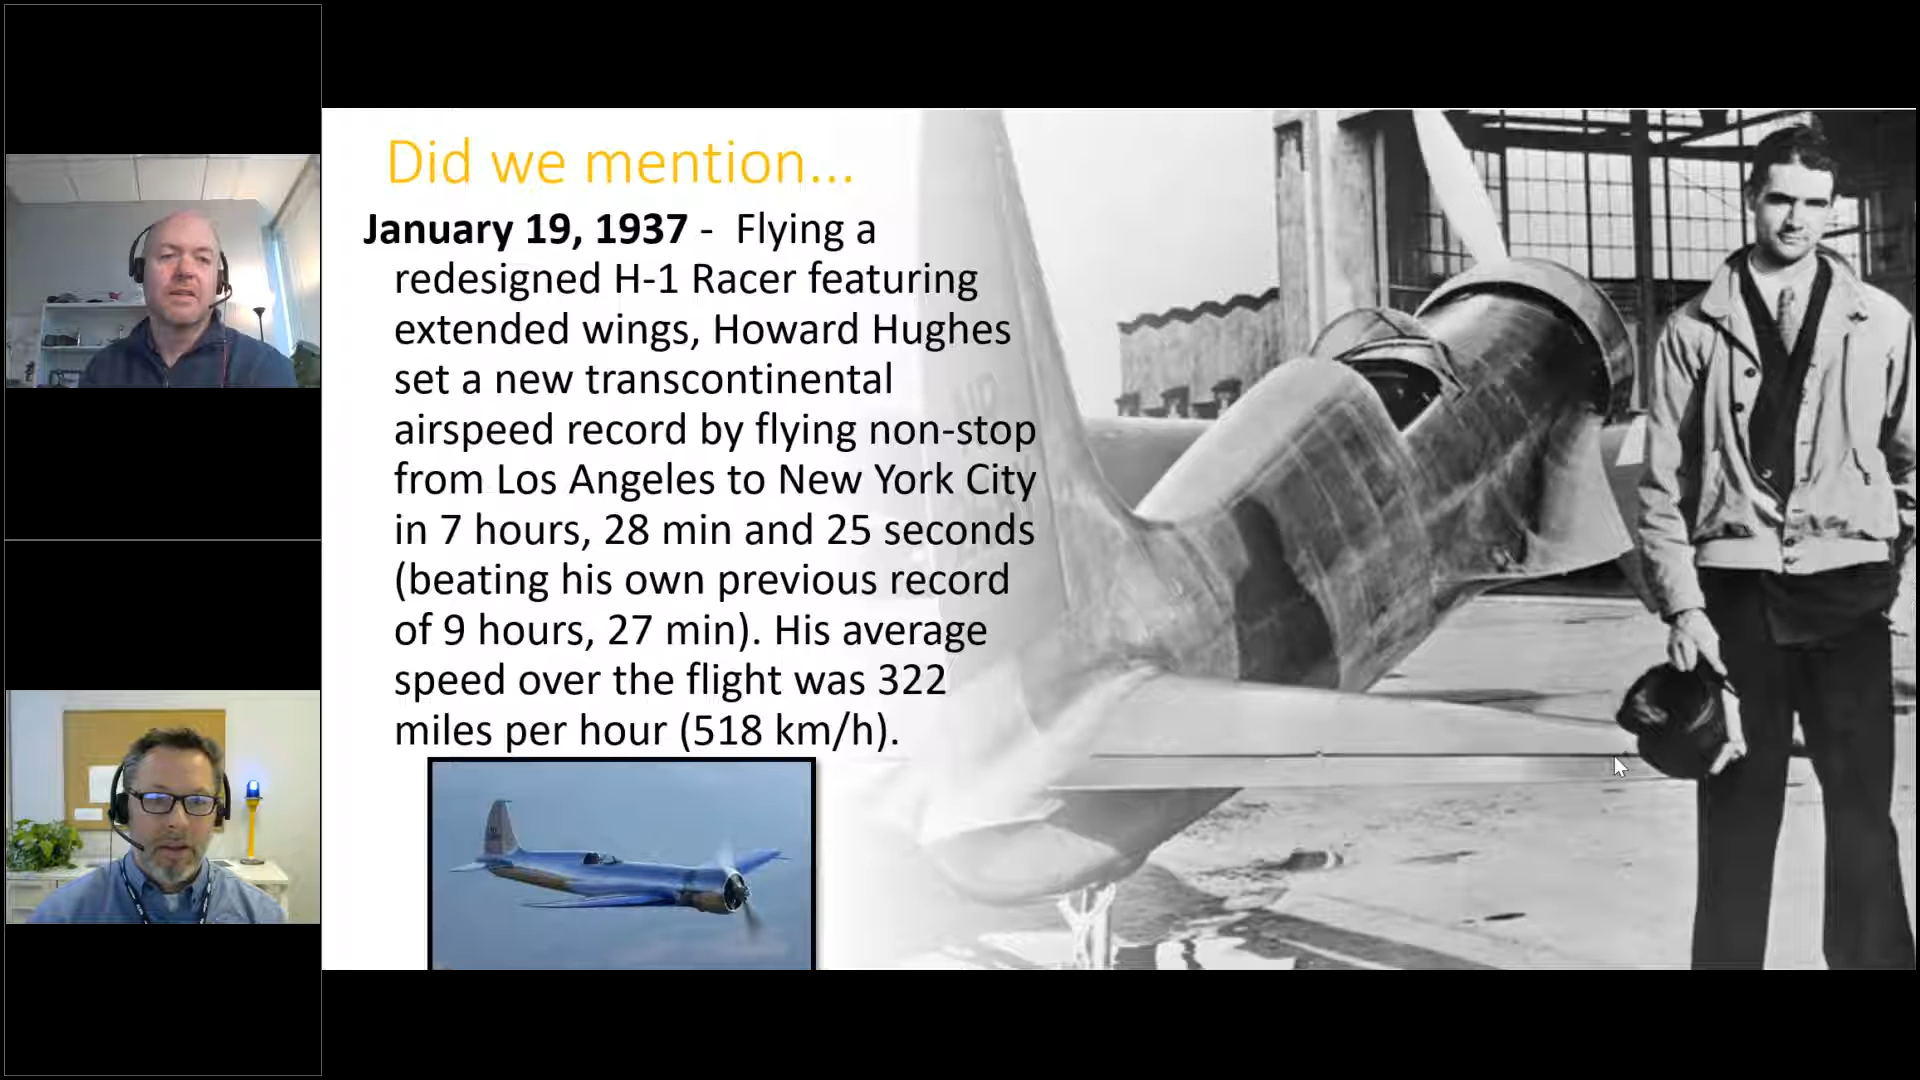 Did we mention...
January 19, 1937 - Flying a
redesigned H-1 Racer featuring
extended wings, Howard Hughes
set a new transcontinental
airspeed record by flying non-stop
from Los Angeles to New York City
in 7 hours, 28 min and 25 seconds
(beating his own previous record
of 9 hours, 27 min). His average
speed over the flight was 322
miles per hour (518 km/h).